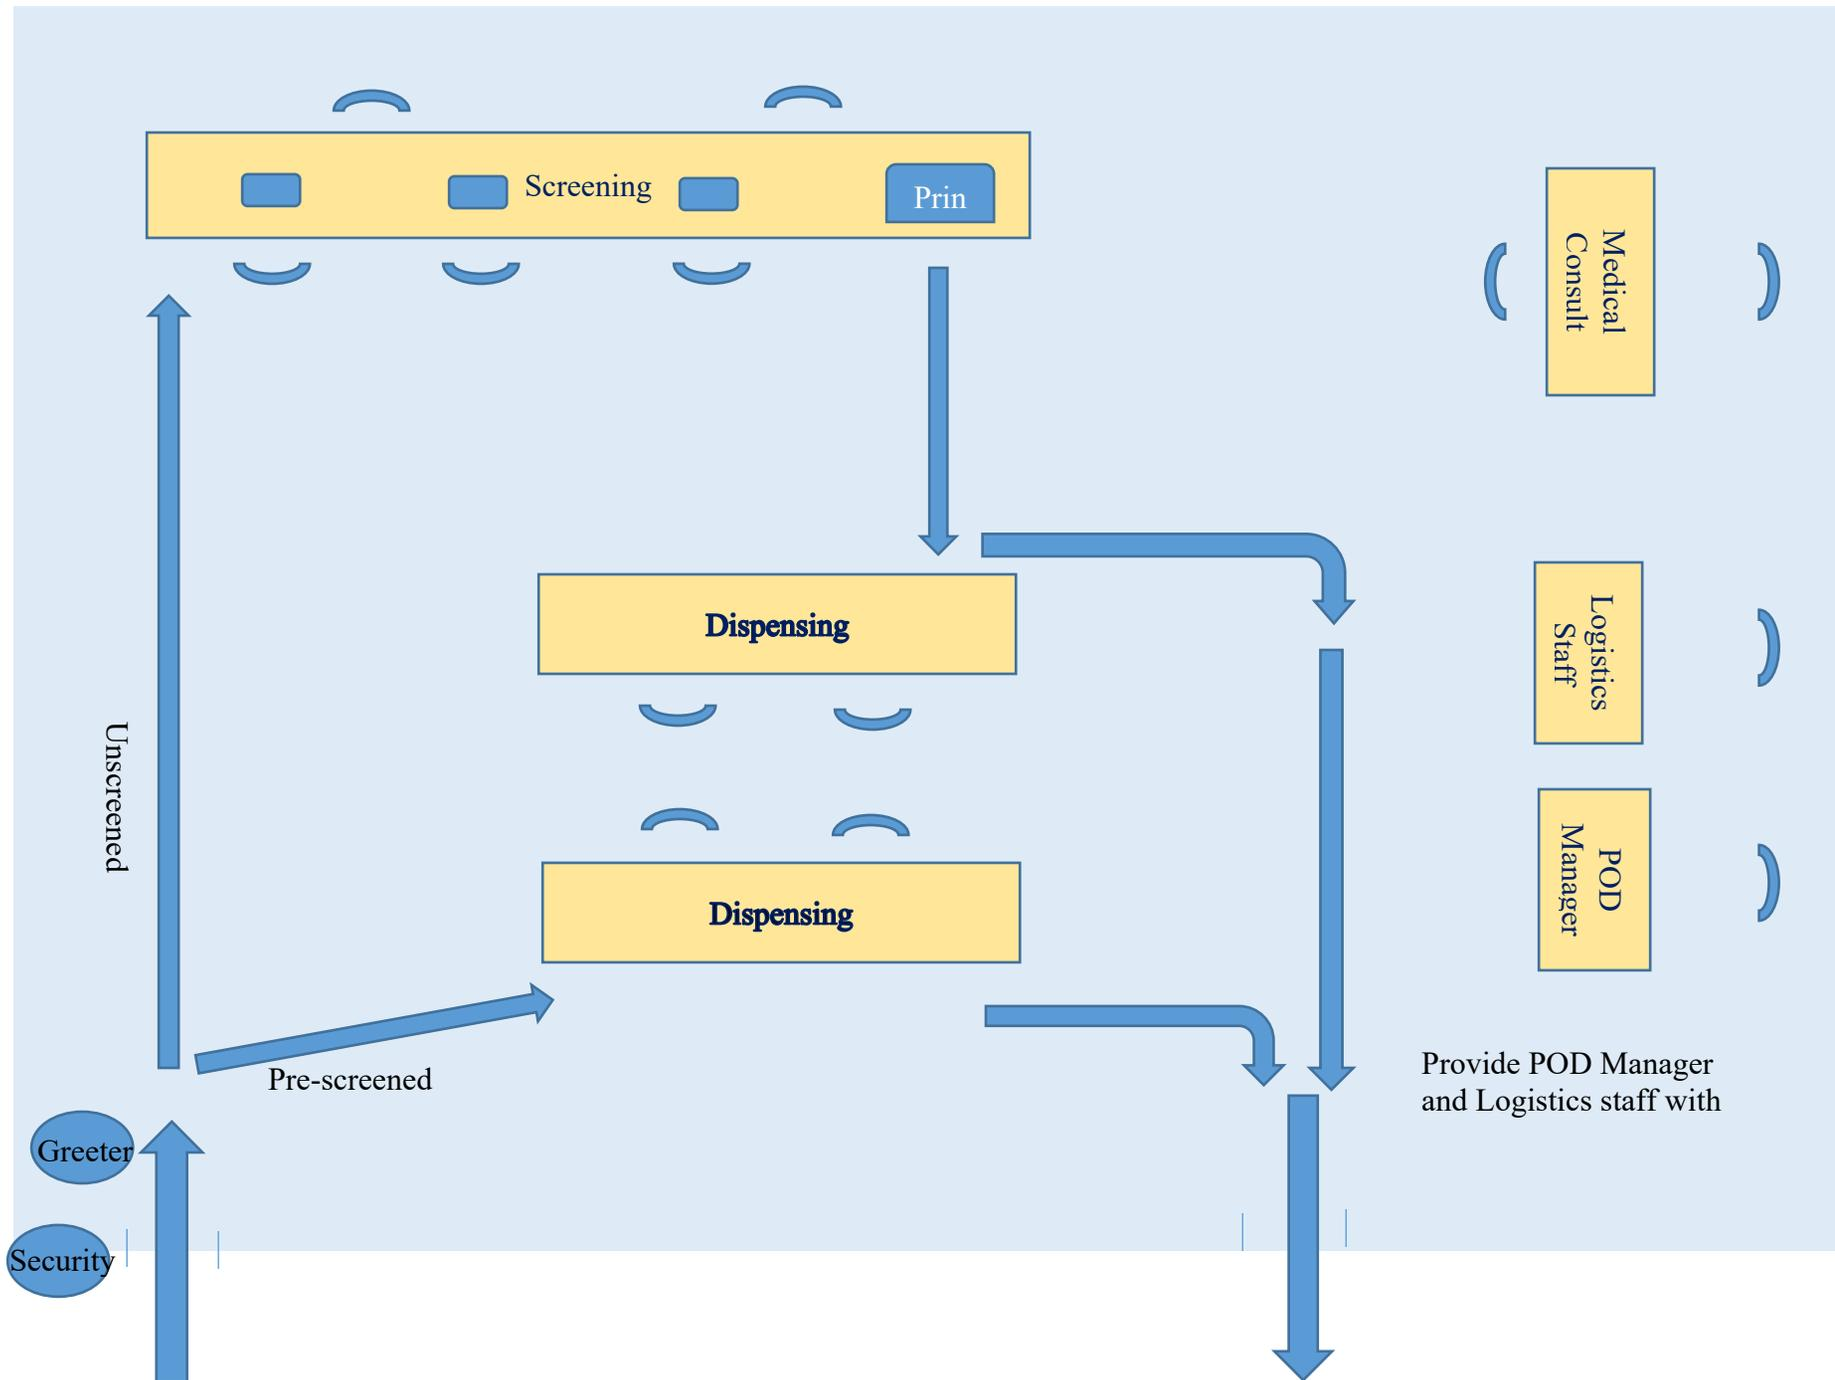 Screening
Prin
Medical
Consult
Dispensing
Logistics
Staff
Unscreened
POD
Manager
Dispensing
Pre-screened
Provide POD Manager
and Logistics staff with
Greeter
Security